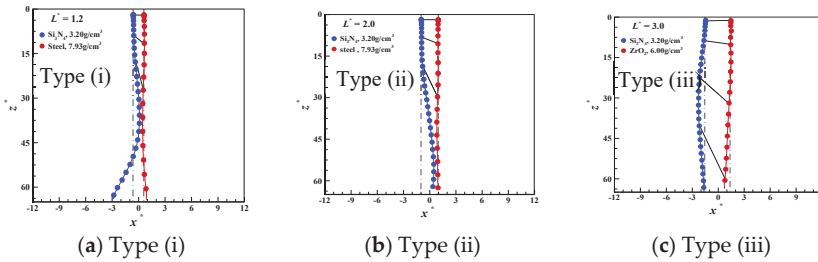 L* = 1.2
Si₃N₄, 3.20g/cm³
Steel, 7.93g/cm³
Type (i)
z*
0
15
30
45
60
-12 -9 -6 -3 0 3 6 9 12
x*
(a) Type (i)
L* = 2.0
Si₃N₄, 3.20g/cm³
steel , 7.93g/cm³
Type (ii)
z*
0
15
30
45
60
-12 -9 -6 -3 0 3 6 9 12
x*
(b) Type (ii)
L* = 3.0
Si₃N₄, 3.20g/cm³
ZrO₂, 6.00g/cm³
Type (iii
z*
0
15
30
45
60
-12 -9 -6 -3 0 3 6 9 12
x*
(c) Type (iii)